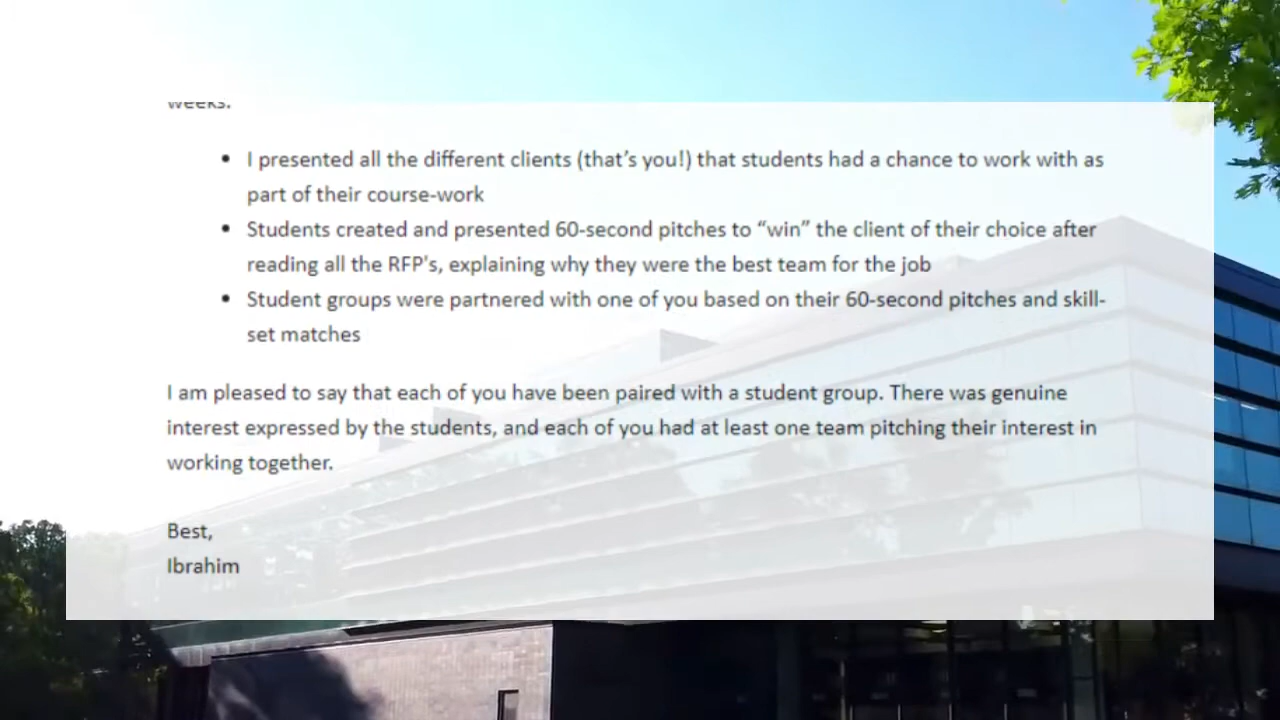 weeks.
• I presented all the different clients (that’s you!) that students had a chance to work with as
part of their course-work
• Students created and presented 60-second pitches to “win” the client of their choice after
reading all the RFP’s, explaining why they were the best team for the job
• Student groups were partnered with one of you based on their 60-second pitches and skill-
set matches
I am pleased to say that each of you have been paired with a student group. There was genuine
interest expressed by the students, and each of you had at least one team pitching their interest in
working together.
Best,
Ibrahim